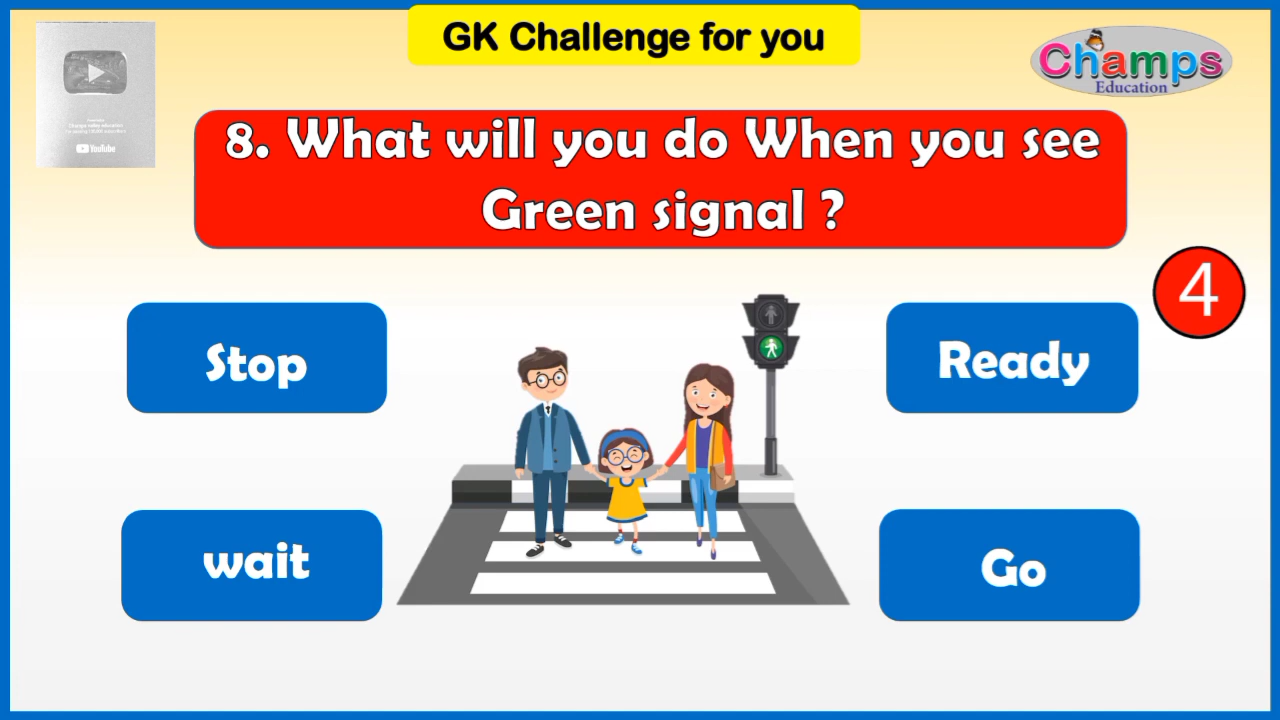 GK Challenge for you
Champs
Education
YouTube
8. What will you do When you see
Green signal ?
4
Stop
Ready
wait
Go